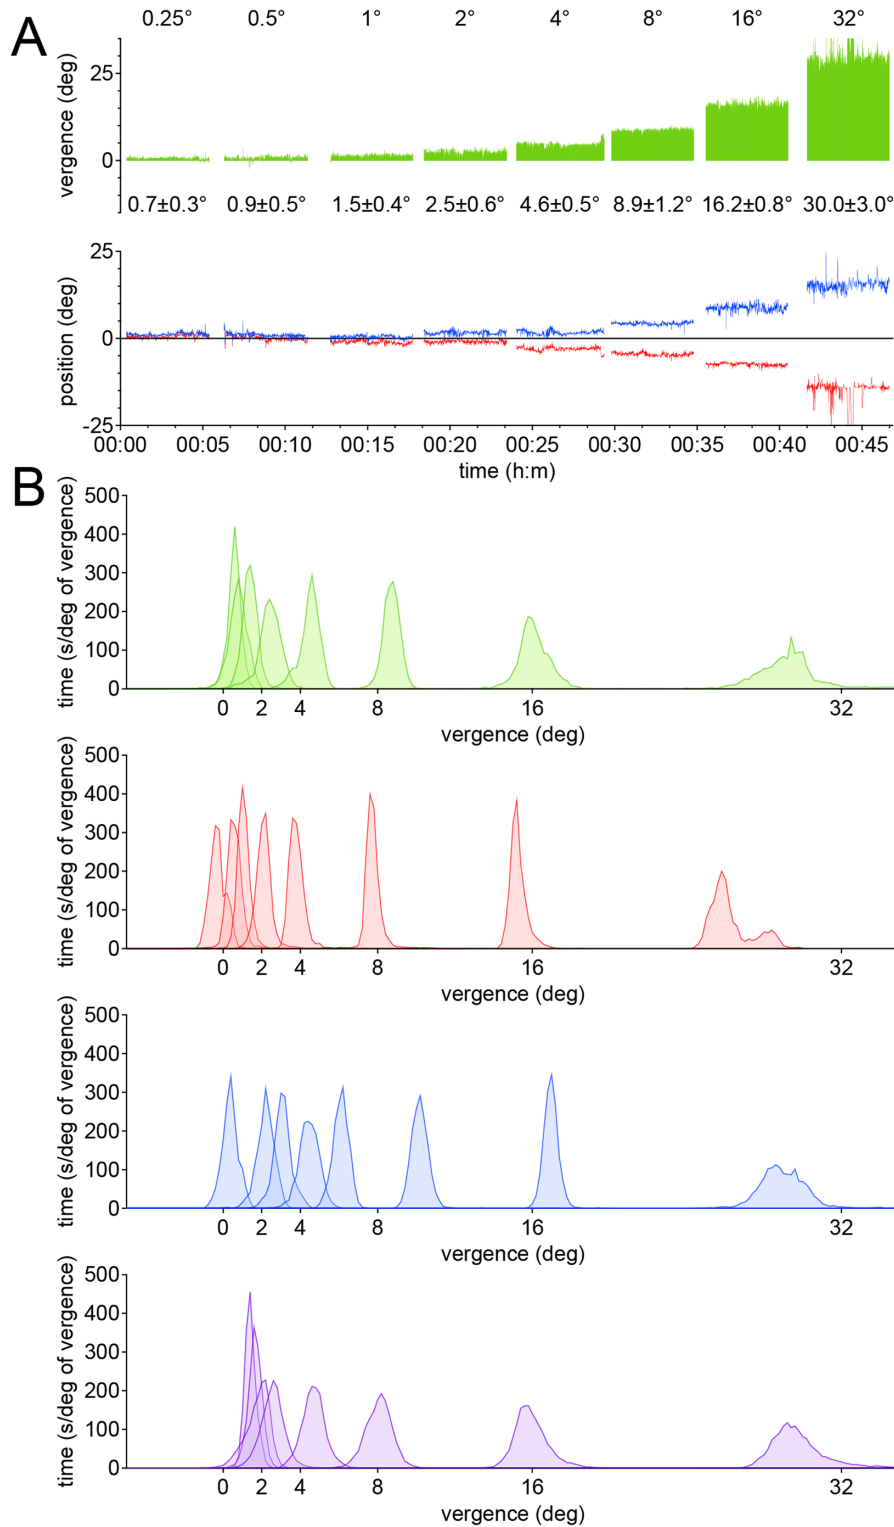 A
0.25° 0.5° 1° 2° 4° 8° 16° 32°
vergence (deg)
25
0
0.7±0.3° 0.9±0.5° 1.5±0.4° 2.5±0.6° 4.6±0.5° 8.9±1.2° 16.2±0.8° 30.0±3.0°
position (deg)
25
0
-25
00:00 00:05 00:10 00:15 00:20 00:25 00:30 00:35 00:40 00:45
time (h:m)
B
time (s/deg of vergence)
500
400
300
200
100
0
0 2 4 8 16 32
vergence (deg)
time (s/deg of vergence)
500
400
300
200
100
0
0 2 4 8 16 32
vergence (deg)
time (s/deg of vergence)
500
400
300
200
100
0
0 2 4 8 16 32
vergence (deg)
time (s/deg of vergence)
500
400
300
200
100
0
0 2 4 8 16 32
vergence (deg)